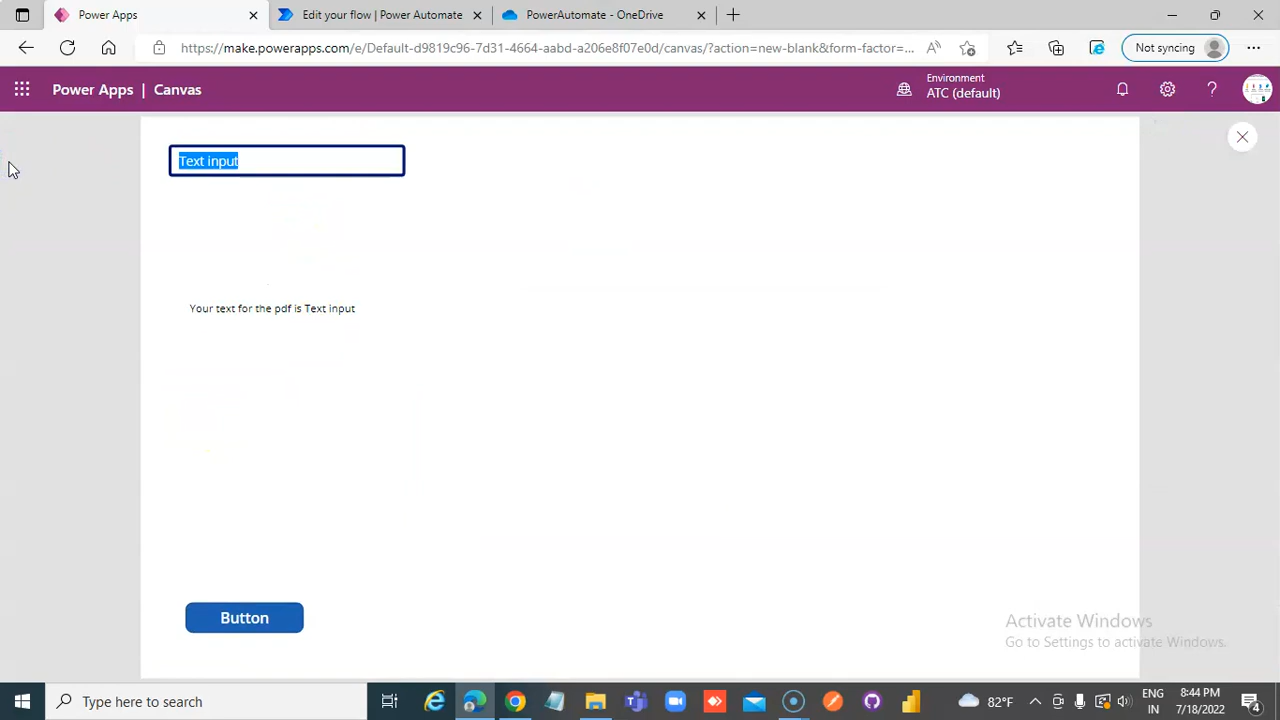 Power Apps
Edit your flow | Power Automate
PowerAutomate - OneDrive
https://make.powerapps.com/e/Default-d9819c96-7d31-4664-aabd-a206e8f07e0d/canvas/?action=new-blank&form-factor=...
Not syncing
Power Apps | Canvas
Environment
ATC (default)
Text input
Your text for the pdf is Text input
Button
Activate Windows
Go to Settings to activate Windows.
Type here to search
82°F
ENG
IN
8:44 PM
7/18/2022
4